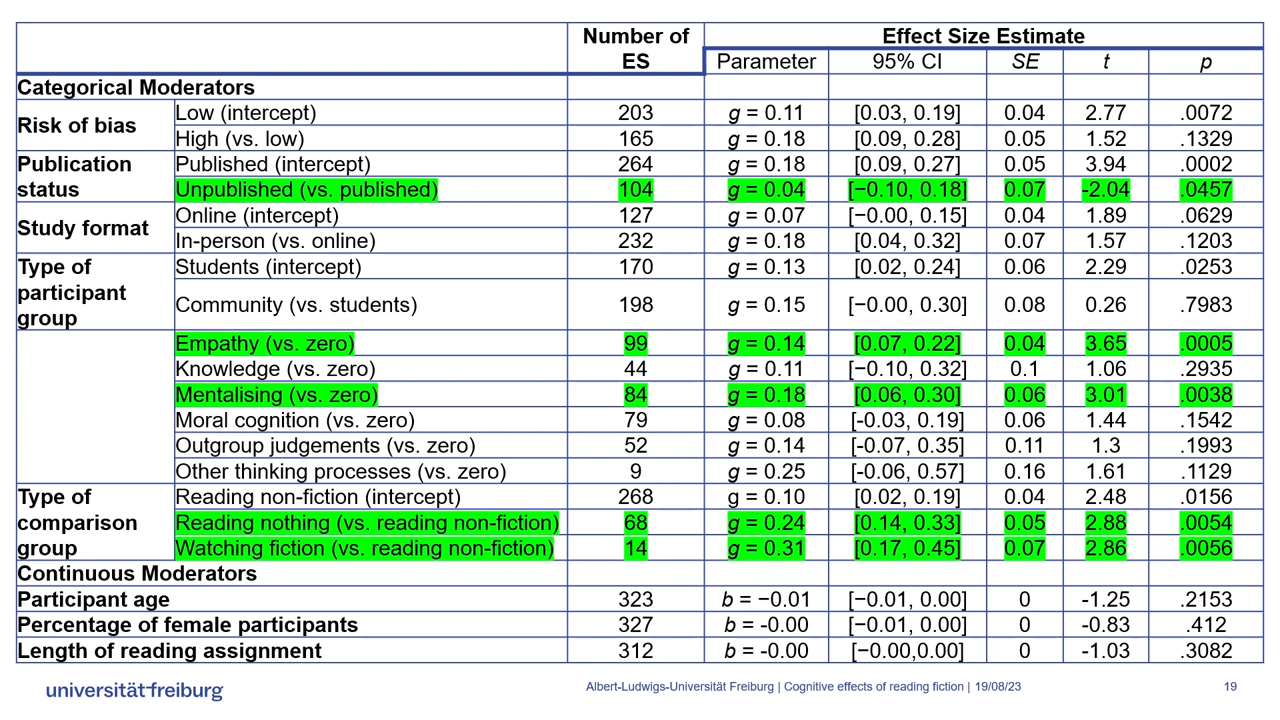 Number of ES Effect Size Estimate
Parameter 95% CI SE t p
Categorical Moderators
Risk of bias Low (intercept) 203 g = 0.11 [0.03, 0.19] 0.04 2.77 .0072
High (vs. low) 165 g = 0.18 [0.09, 0.28] 0.05 1.52 .1329
Publication status Published (intercept) 264 g = 0.18 [0.09, 0.27] 0.05 3.94 .0002
Unpublished (vs. published) 104 g = 0.04 [−0.10, 0.18] 0.07 -2.04 .0457
Study format Online (intercept) 127 g = 0.07 [−0.00, 0.15] 0.04 1.89 .0629
In-person (vs. online) 232 g = 0.18 [0.04, 0.32] 0.07 1.57 .1203
Type of participant group Students (intercept) 170 g = 0.13 [0.02, 0.24] 0.06 2.29 .0253
Community (vs. students) 198 g = 0.15 [−0.00, 0.30] 0.08 0.26 .7983
Empathy (vs. zero) 99 g = 0.14 [0.07, 0.22] 0.04 3.65 .0005
Knowledge (vs. zero) 44 g = 0.11 [−0.10, 0.32] 0.1 1.06 .2935
Mentalising (vs. zero) 84 g = 0.18 [0.06, 0.30] 0.06 3.01 .0038
Moral cognition (vs. zero) 79 g = 0.08 [-0.03, 0.19] 0.06 1.44 .1542
Outgroup judgements (vs. zero) 52 g = 0.14 [-0.07, 0.35] 0.11 1.3 .1993
Other thinking processes (vs. zero) 9 g = 0.25 [-0.06, 0.57] 0.16 1.61 .1129
Type of comparison group Reading non-fiction (intercept) 268 g = 0.10 [0.02, 0.19] 0.04 2.48 .0156
Reading nothing (vs. reading non-fiction) 68 g = 0.24 [0.14, 0.33] 0.05 2.88 .0054
Watching fiction (vs. reading non-fiction) 14 g = 0.31 [0.17, 0.45] 0.07 2.86 .0056
Continuous Moderators
Participant age 323 b = −0.01 [−0.01, 0.00] 0 -1.25 .2153
Percentage of female participants 327 b = -0.00 [−0.01, 0.00] 0 -0.83 .412
Length of reading assignment 312 b = -0.00 [−0.00,0.00] 0 -1.03 .3082
universität freiburg Albert-Ludwigs-Universität Freiburg | Cognitive effects of reading fiction | 19/08/23 19